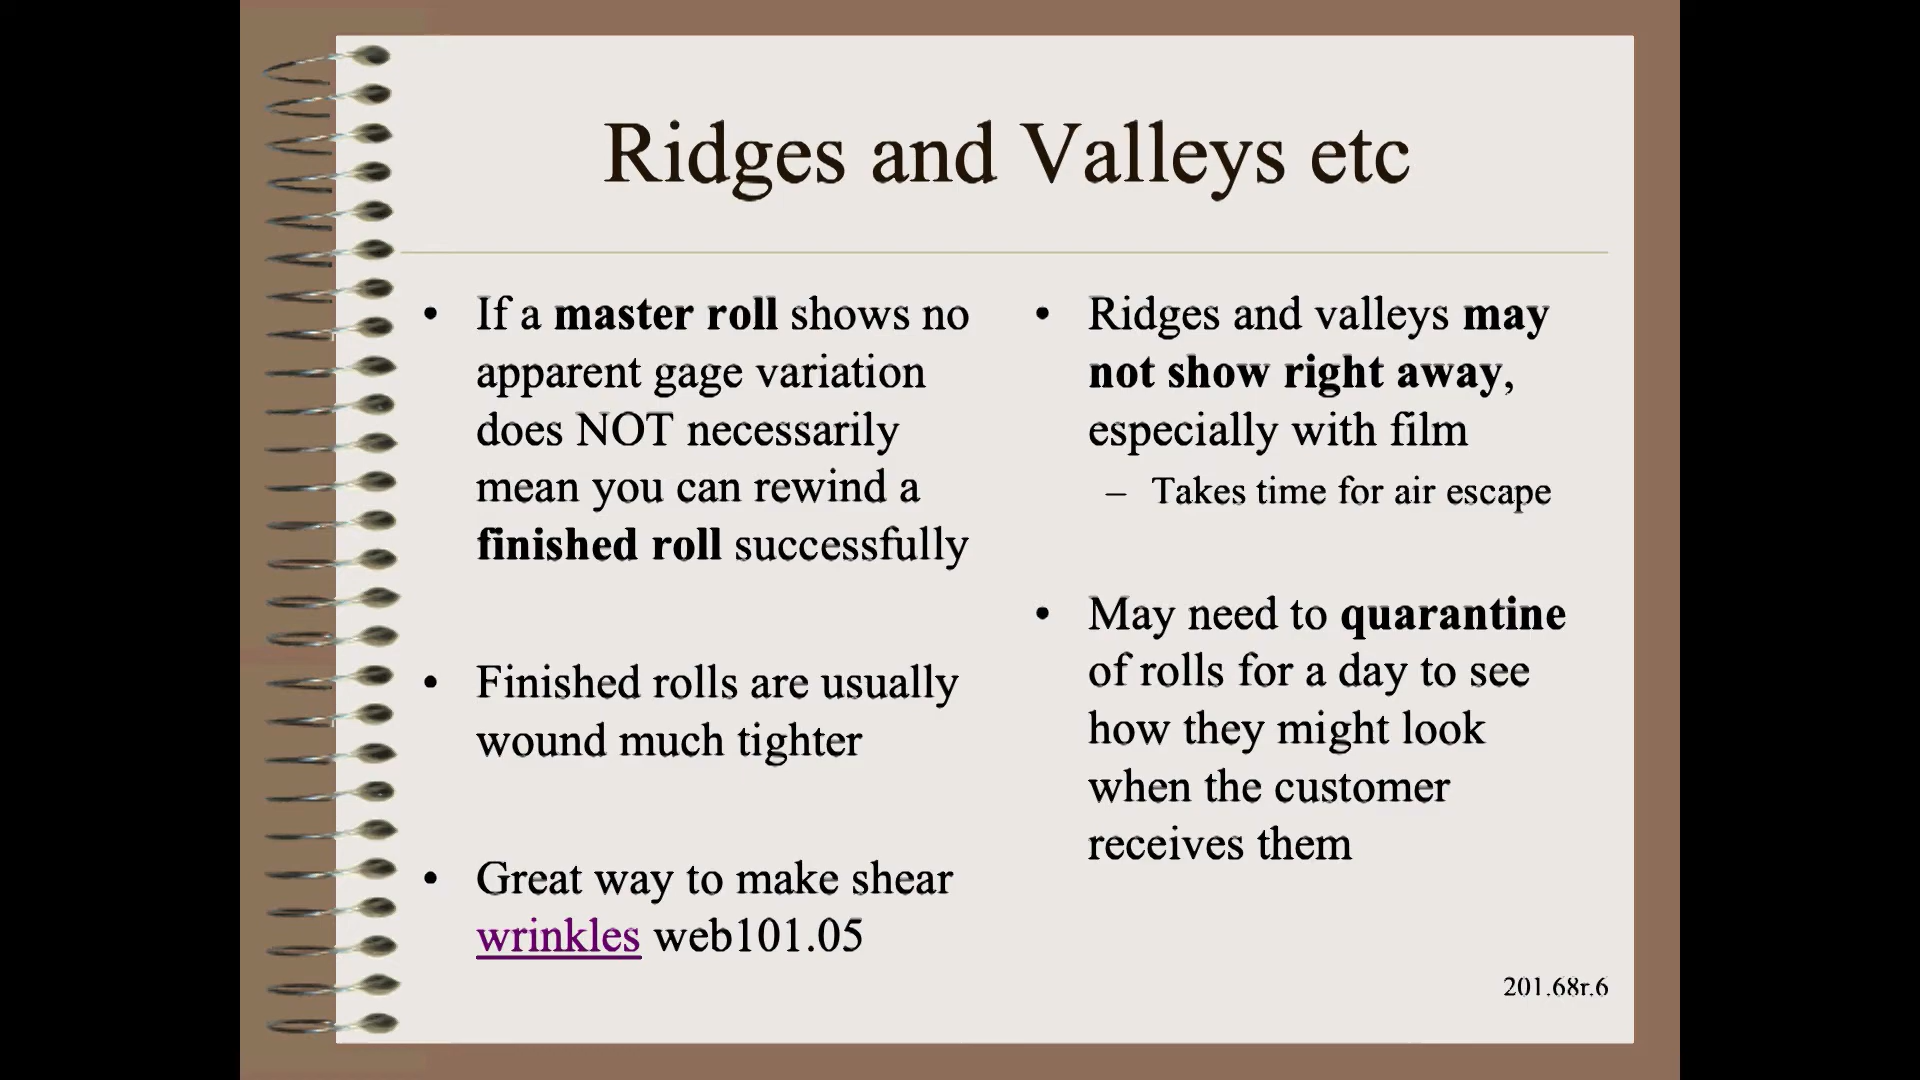 Ridges and Valleys etc
• If a master roll shows no
apparent gage variation
does NOT necessarily
mean you can rewind a
finished roll successfully
• Finished rolls are usually
wound much tighter
• Great way to make shear
wrinkles web101.05
• Ridges and valleys may
not show right away,
especially with film
– Takes time for air escape
• May need to quarantine
of rolls for a day to see
how they might look
when the customer
receives them
201.68r.6